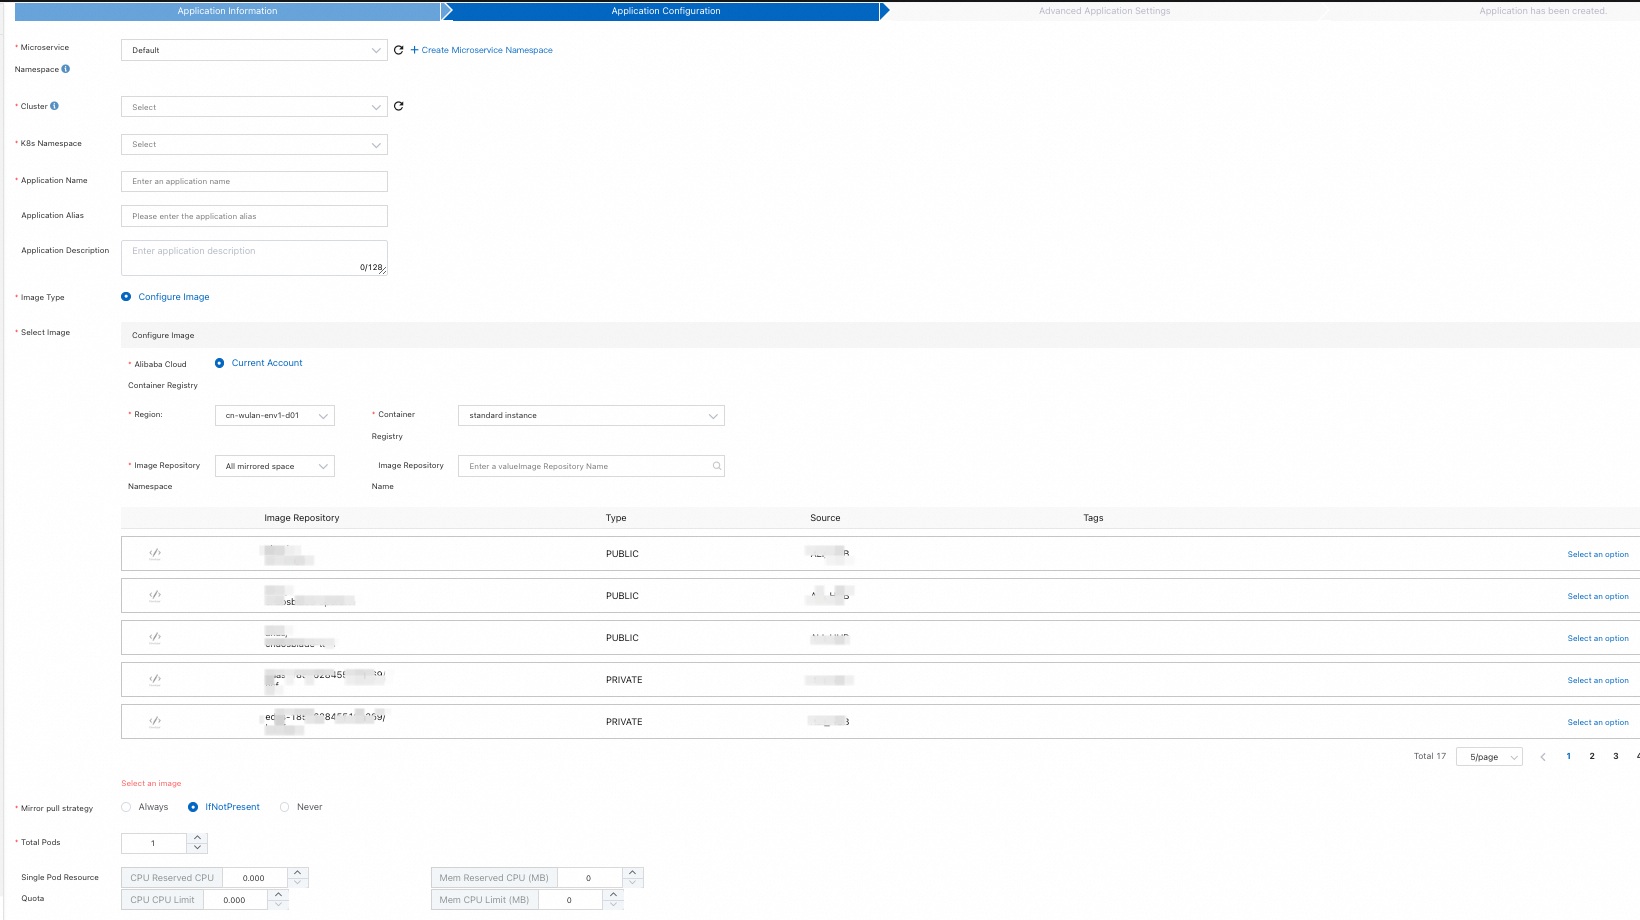 Application Information
Application Configuration
Advanced Application Settings
Application has been created.
* Microservice
Namespace
Default
+ Create Microservice Namespace
* Cluster
Select
* K8s Namespace
Select
* Application Name
Enter an application name
Application Alias
Please enter the application alias
Application Description
Enter application description
0/128
* Image Type
Configure Image
* Select Image
Configure Image
* Alibaba Cloud
Container Registry
Current Account
* Region:
cn-wulan-env1-d01
* Container
Registry
standard instance
* Image Repository
Namespace
All mirrored space
Image Repository
Name
Enter a valueImage Repository Name
Image Repository Type Source Tags
PUBLIC Select an option
PUBLIC Select an option
PUBLIC Select an option
PRIVATE Select an option
PRIVATE Select an option
Total 17 5/page 1 2 3
Select an image
* Mirror pull strategy
Always IfNotPresent Never
* Total Pods
1
Single Pod Resource
Quota
CPU Reserved CPU 0.000
Mem Reserved CPU (MB) 0
CPU CPU Limit 0.000
Mem CPU Limit (MB) 0